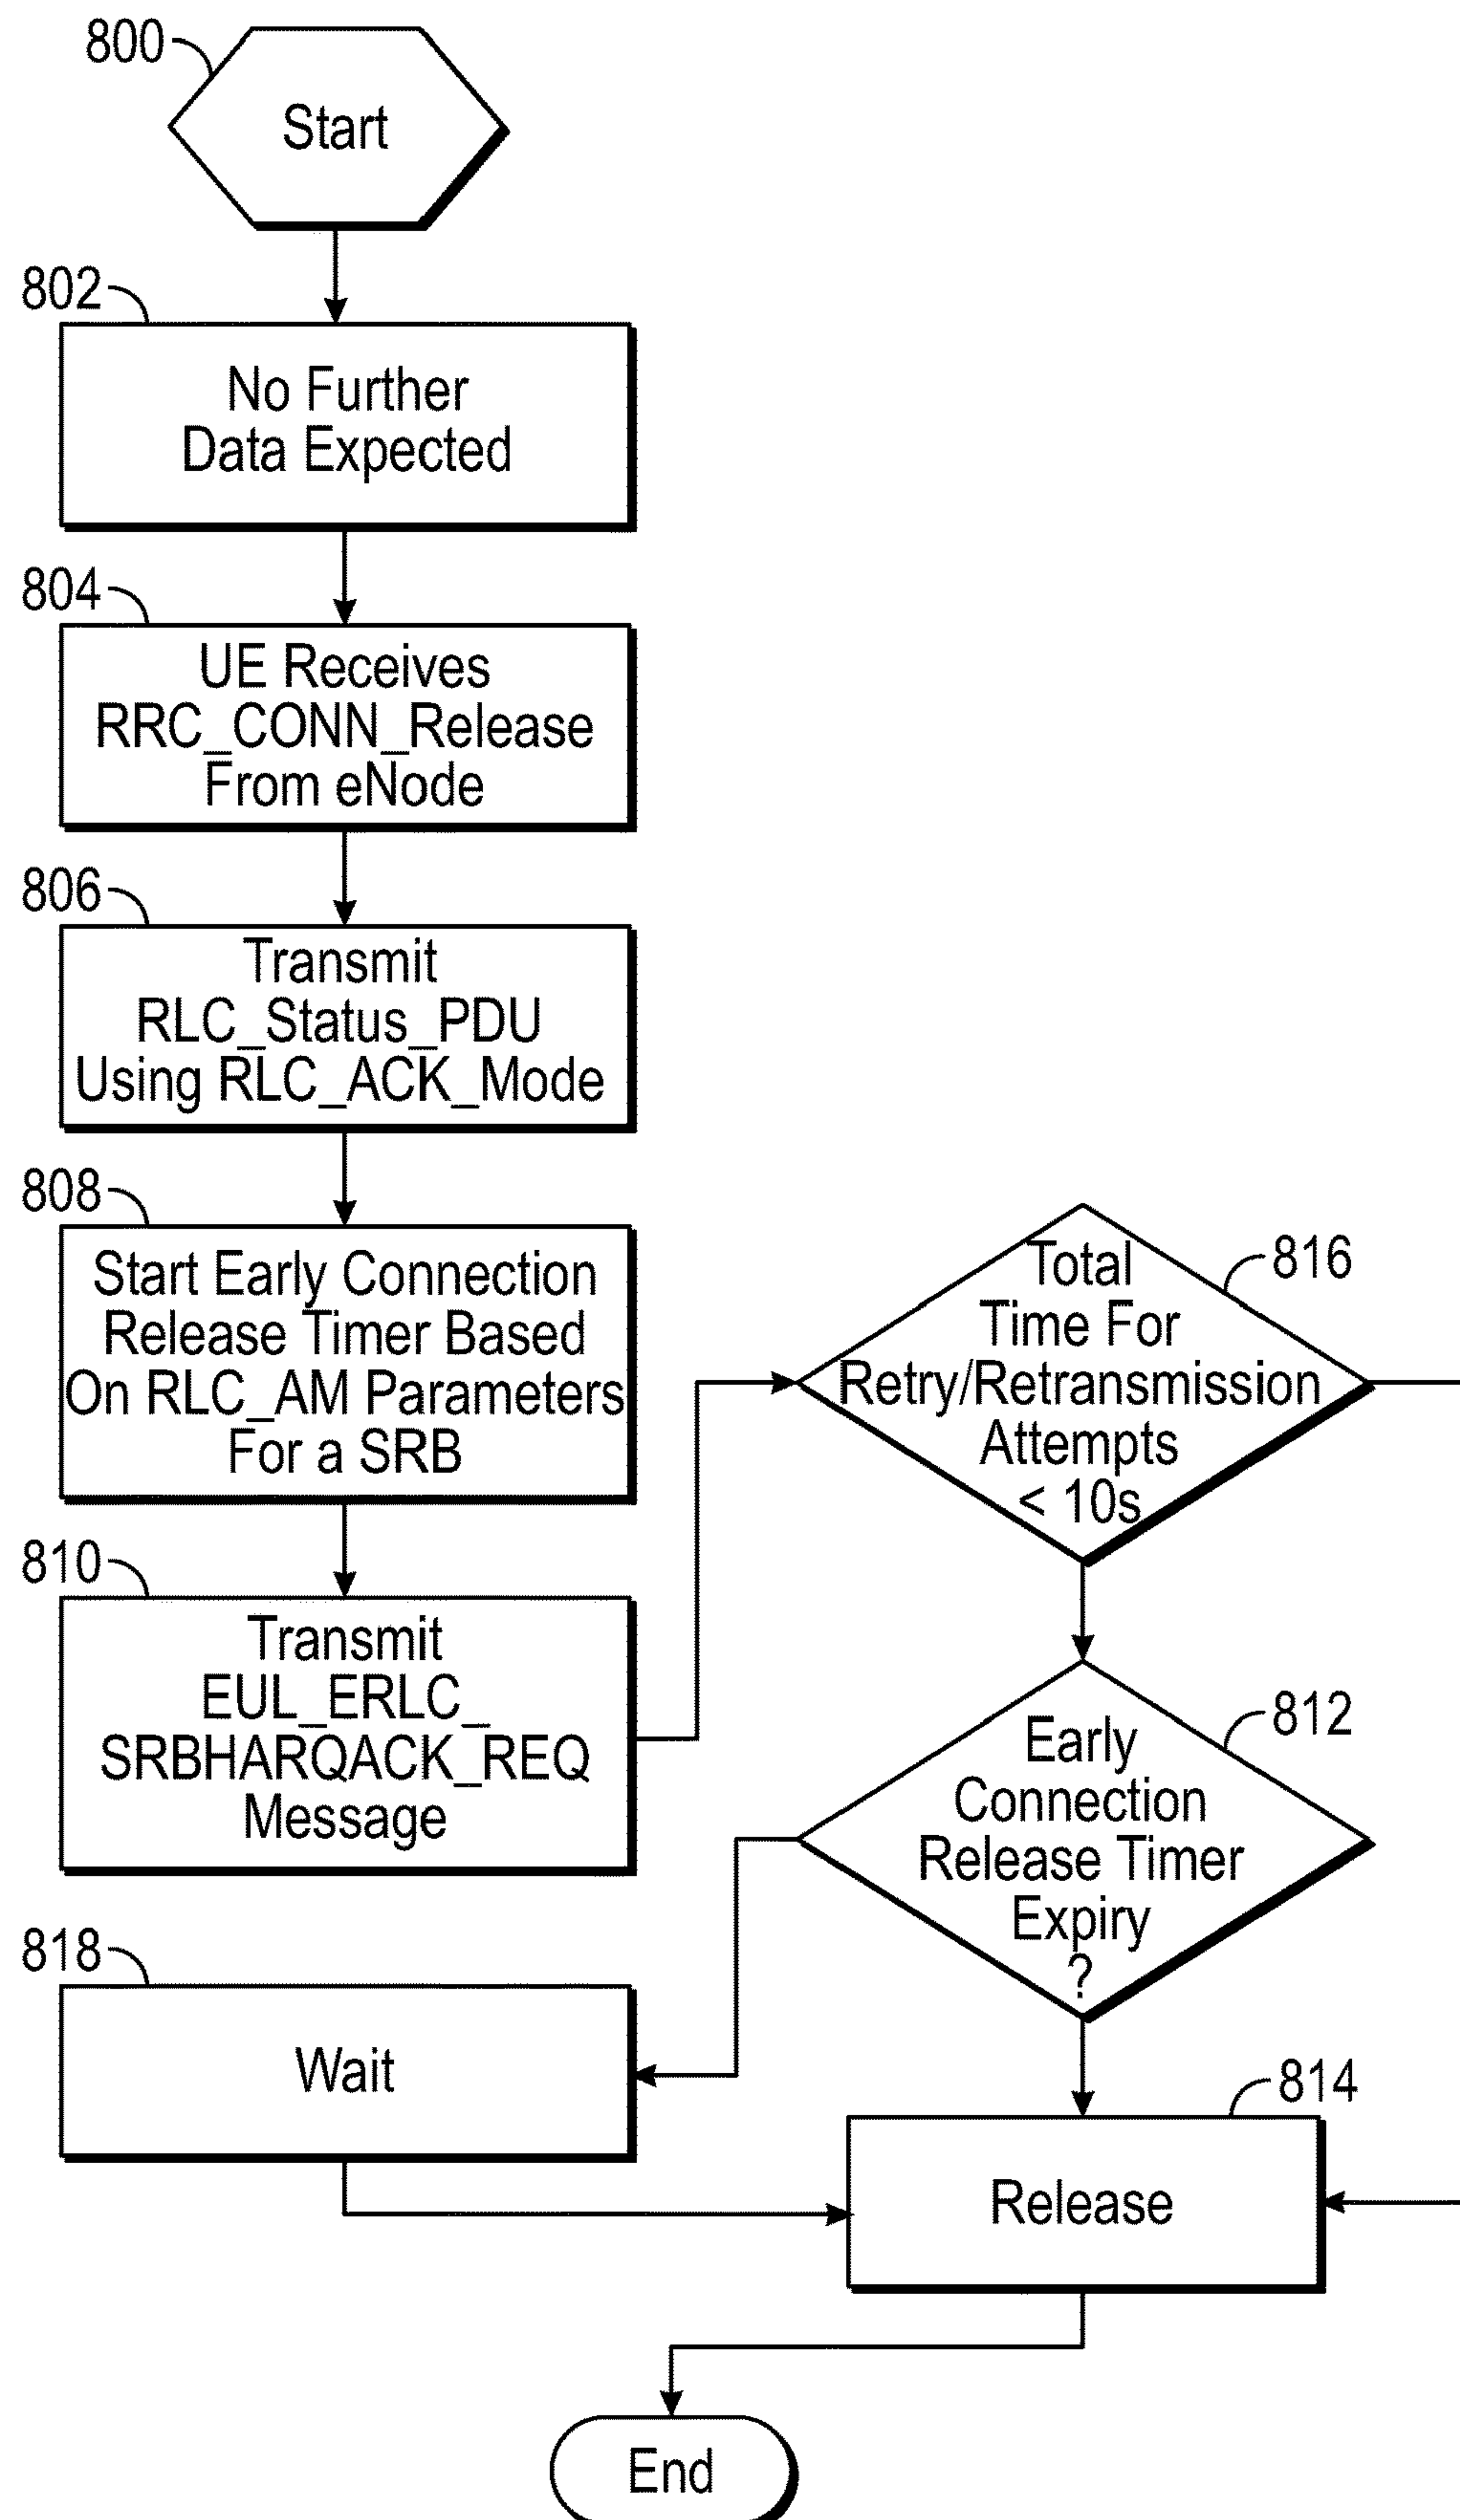 800
Start
802
No Further
Data Expected
804
UE Receives
RRC_CONN_Release
From eNode
806
Transmit
RLC_Status_PDU
Using RLC_ACK_Mode
808
Start Early Connection
Release Timer Based
On RLC_AM Parameters
For a SRB
810
Transmit
EUL_ERLC_
SRBHARQACK_REQ
Message
816
Total
Time For
Retry/Retransmission
Attempts
< 10s
812
Early
Connection
Release Timer
Expiry
?
818
Wait
814
Release
End